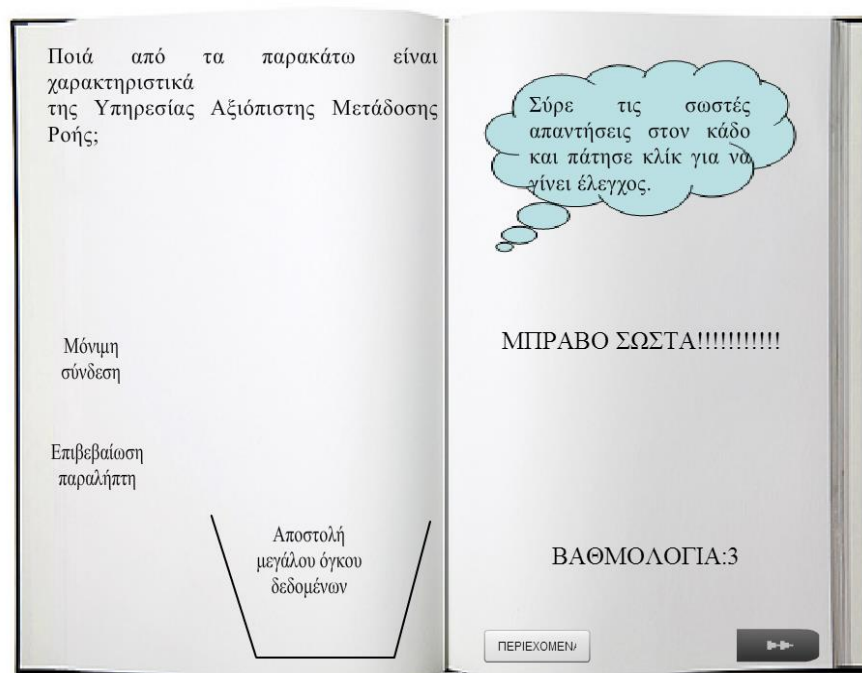 Ποιά από τα παρακάτω είναι
χαρακτηριστικά
της Υπηρεσίας Αξιόπιστης Μετάδοσης
Ροής;
Μόνιμη
σύνδεση
Επιβεβαίωση
παραλήπτη
Αποστολή
μεγάλου όγκου
δεδομένων
Σύρε τις σωστές
απαντήσεις στον κάδο
και πάτησε κλίκ για να
γίνει έλεγχος.
ΜΠΡΑΒΟ ΣΩΣΤΑ!!!!!!!!!!!
ΒΑΘΜΟΛΟΓΙΑ:3
ΠΕΡΙΕΧΟΜΕΝΑ